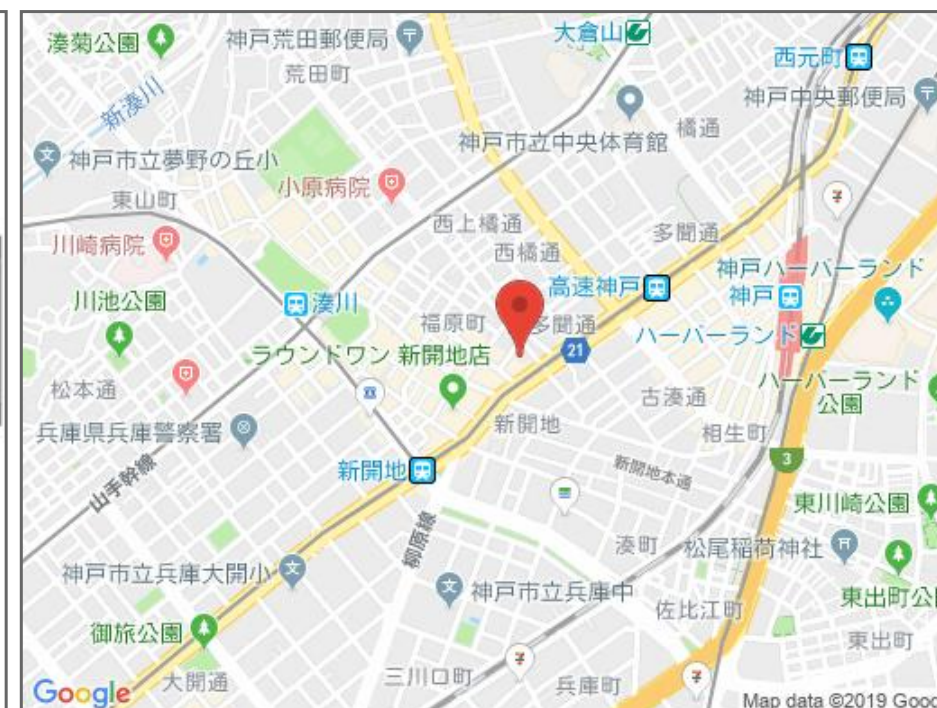 大倉山
湊菊公園
神戸荒田郵便局
西元町
荒田町
神戸中央郵便局
新湊川
橘通
神戸市立中央体育館
神戸市立夢野の丘小
小原病院
東山町
西上橘通
多聞通
川崎病院
西橘通
神戸ハーバーランド
高速神戸
神戸
川池公園
湊川
福原町
多聞通
ハーバーランド
21
ラウンドワン 新開地店
松本通
ハーバーランド
公園
古湊通
新開地
相生町
兵庫県兵庫警察署
3
新開地
新開地本通
山手幹線
東川崎公園
柳原線
湊町
松尾稲荷神社
神戸市立兵庫大開小
神戸市立兵庫中
東出町公
佐比江町
御旅公園
東出町
三川口町
大開通
兵庫町
Google
Map data ©2019 Goo